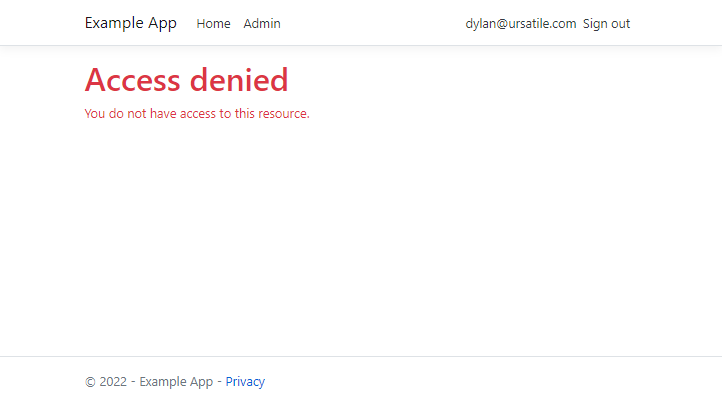 Example App Home Admin dylan@ursatile.com Sign out
Access denied
You do not have access to this resource.
© 2022 - Example App - Privacy